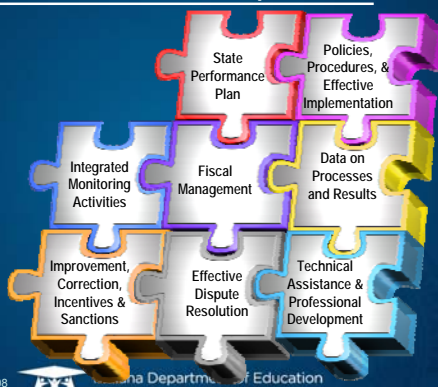 State
Performance
Plan
Policies,
Procedures, &
Effective
Implementation
Integrated
Monitoring
Activities
Fiscal
Management
Data on
Processes
and Results
Improvement,
Correction,
Incentives &
Sanctions
Effective
Dispute
Resolution
Technical
Assistance &
Professional
Development
of Education